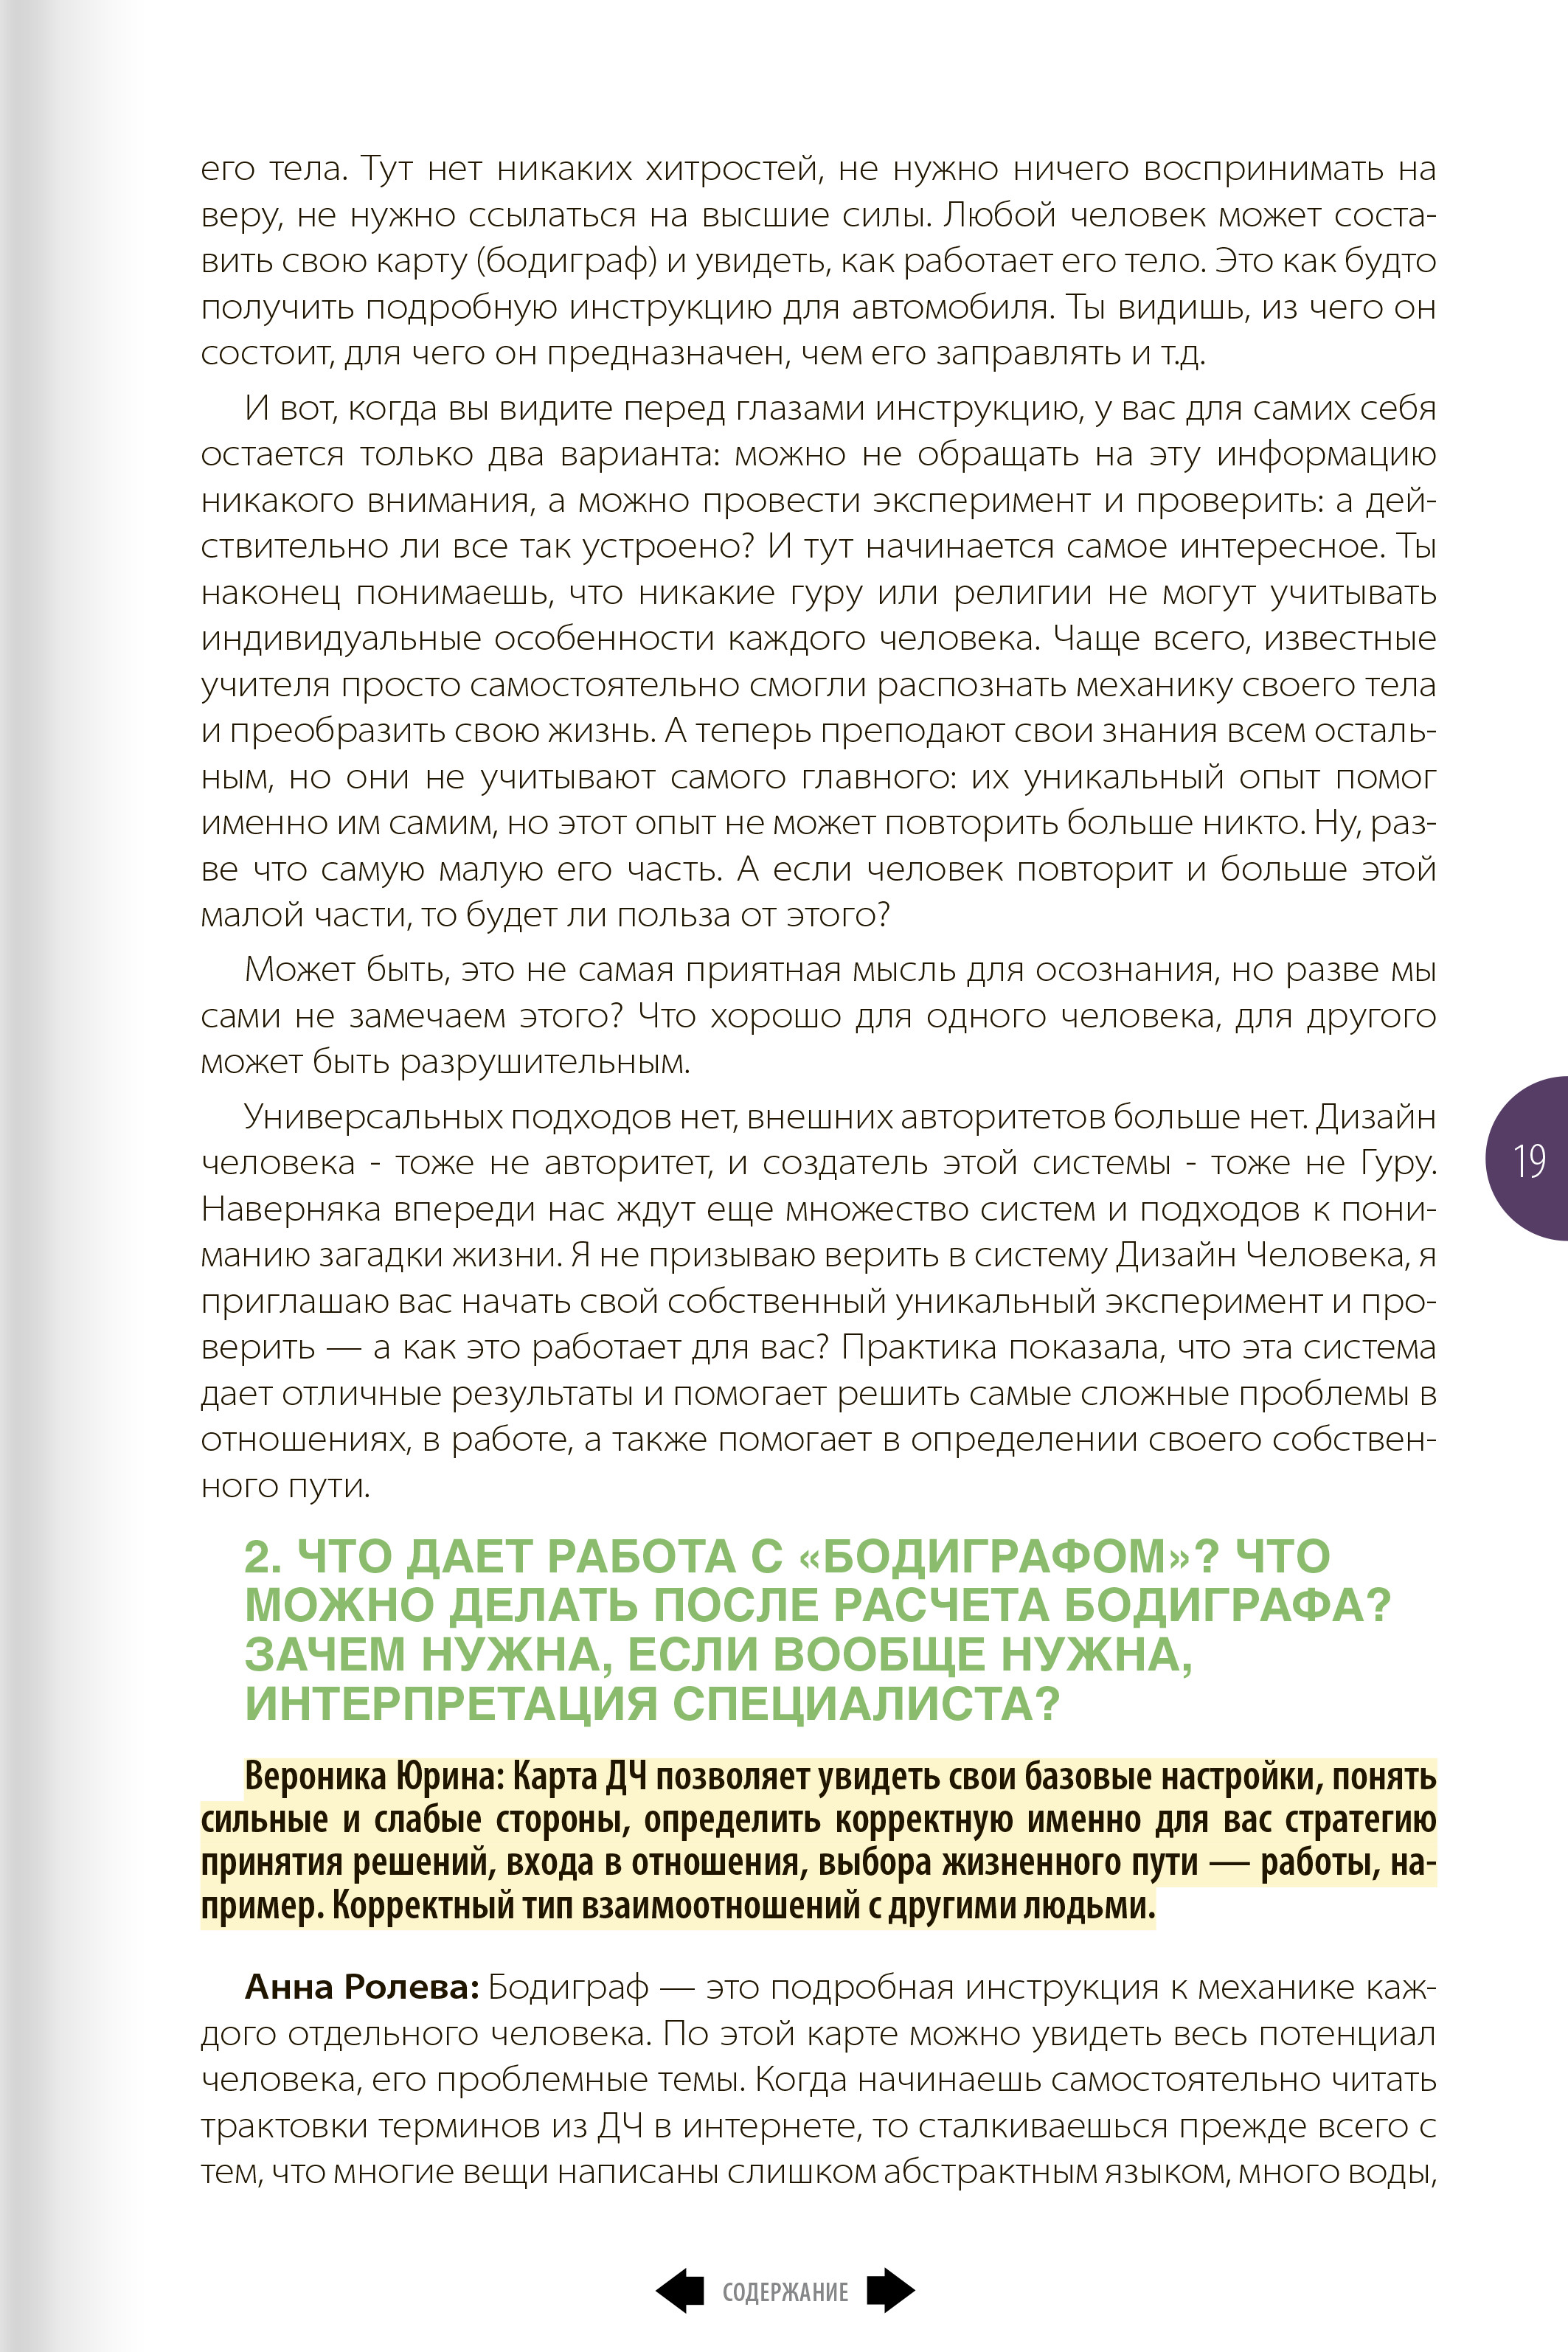 его тела. Тут нет никаких хитростей, не нужно ничего воспринимать на
веру, не нужно ссылаться на высшие силы. Любой человек может соста-
вить свою карту (бодиграф) и увидеть, как работает его тело. Это как будто
получить подробную инструкцию для автомобиля. Ты видишь, из чего он
состоит, для чего он предназначен, чем его заправлять и т.д.
И вот, когда вы видите перед глазами инструкцию, у вас для самих себя
остается только два варианта: можно не обращать на эту информацию
никакого внимания, а можно провести эксперимент и проверить: а дей-
ствительно ли все так устроено? И тут начинается самое интересное. Ты
наконец понимаешь, что никакие гуру или религии не могут учитывать
индивидуальные особенности каждого человека. Чаще всего, известные
учителя просто самостоятельно смогли распознать механику своего тела
и преобразить свою жизнь. А теперь преподают свои знания всем осталь-
ным, но они не учитывают самого главного: их уникальный опыт помог
именно им самим, но этот опыт не может повторить больше никто. Ну, раз-
ве что самую малую его часть. А если человек повторит и больше этой
малой части, то будет ли польза от этого?
Может быть, это не самая приятная мысль для осознания, но разве мы
сами не замечаем этого? Что хорошо для одного человека, для другого
может быть разрушительным.
Универсальных подходов нет, внешних авторитетов больше нет. Дизайн
человека - тоже не авторитет, и создатель этой системы - тоже не Гуру.
Наверняка впереди нас ждут еще множество систем и подходов к пони-
манию загадки жизни. Я не призываю верить в систему Дизайн Человека, я
приглашаю вас начать свой собственный уникальный эксперимент и про-
верить — а как это работает для вас? Практика показала, что эта система
дает отличные результаты и помогает решить самые сложные проблемы в
отношениях, в работе, а также помогает в определении своего собствен-
ного пути.
19
2. ЧТО ДАЕТ РАБОТА С «БОДИГРАФОМ»? ЧТО
МОЖНО ДЕЛАТЬ ПОСЛЕ РАСЧЕТА БОДИГРАФА?
ЗАЧЕМ НУЖНА, ЕСЛИ ВООБЩЕ НУЖНА,
ИНТЕРПРЕТАЦИЯ СПЕЦИАЛИСТА?
Вероника Юрина: Карта ДЧ позволяет увидеть свои базовые настройки, понять
сильные и слабые стороны, определить корректную именно для вас стратегию
принятия решений, входа в отношения, выбора жизненного пути — работы, на-
пример. Корректный тип взаимоотношений с другими людьми.
Анна Ролева: Бодиграф — это подробная инструкция к механике каж-
дого отдельного человека. По этой карте можно увидеть весь потенциал
человека, его проблемные темы. Когда начинаешь самостоятельно читать
трактовки терминов из ДЧ в интернете, то сталкиваешься прежде всего с
тем, что многие вещи написаны слишком абстрактным языком, много воды,
СОДЕРЖАНИЕ